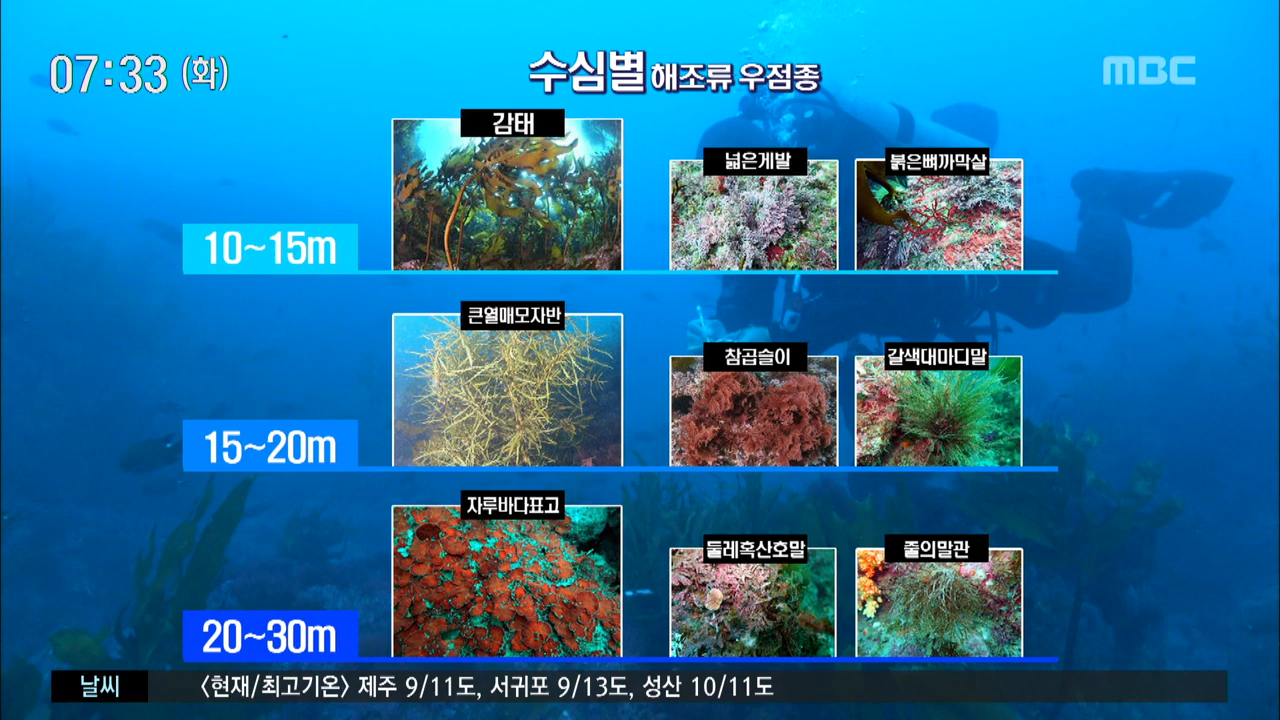 07:33 (화)
수심별 해조류 우점종
MBC
감태
넓은게발
붉은뼈까막살
10~15m
큰열매모자반
참곱슬이
갈색대마디말
15~20m
자루바다표고
둘레혹산호말
줄의말관
20~30m
날씨
〈현재/최고기온〉 제주 9/11도, 서귀포 9/13도, 성산 10/11도